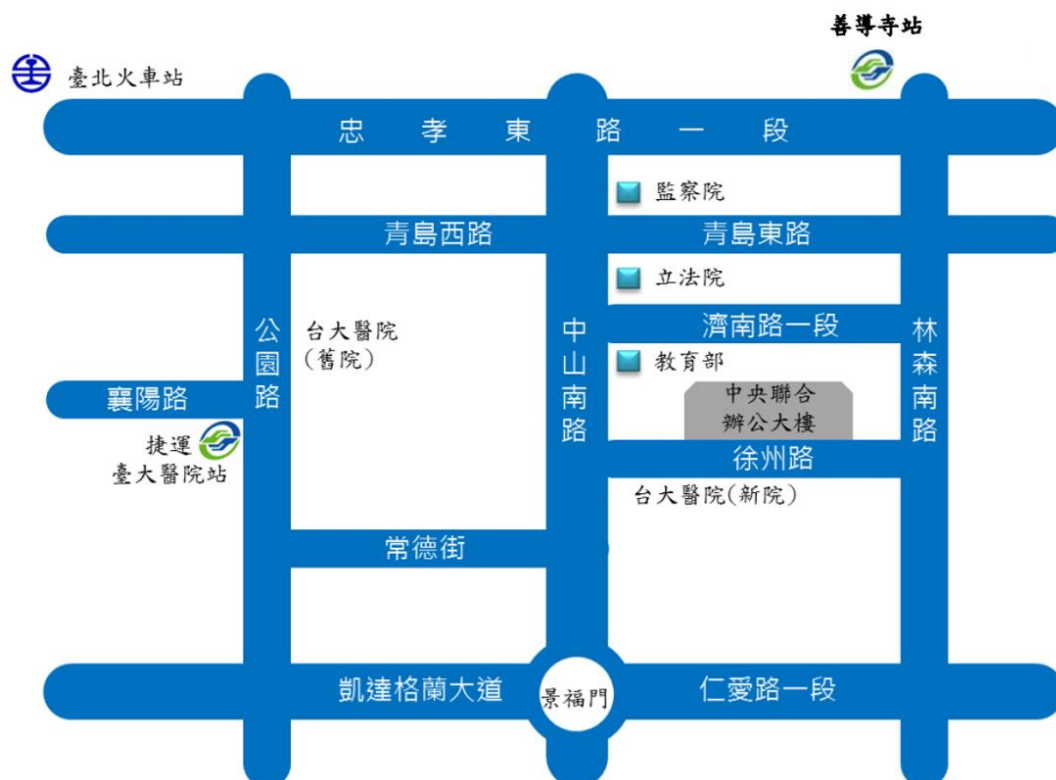 善導寺站
臺北火車站
忠孝東路一段
監察院
青島西路
青島東路
立法院
濟南路一段
公園路
台大醫院
(舊院)
中山南路
林森南路
教育部
襄陽路
中央聯合
辦公大樓
捷運
臺大醫院站
徐州路
台大醫院(新院)
常德街
凱達格蘭大道
景福門
仁愛路一段